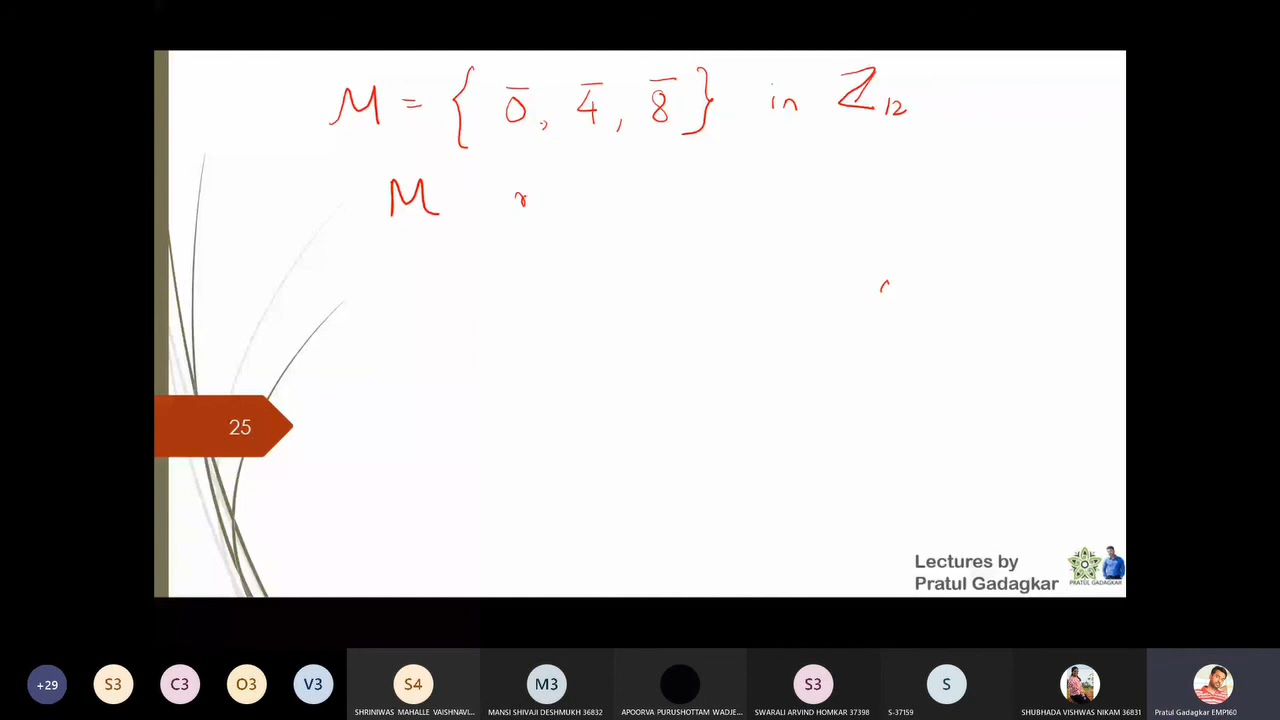 M = { 0̅, 4̅, 8̅ } in ℤ₁₂
M
25
Lectures by
Pratul Gadagkar
PRATUL GADAGKAR
+29 S3 C3 O3 V3 S4 M3 S3 S
SHRINIWAS MAHALLE VAISHNAVI... MANSI SHIVAJI DESHMUKH 36832 APOORVA PURUSHOTTAM WADJE... SWARALI ARVIND HOMKAR 37398 S-37159 SHUBHADA VISHWAS NIKAM 36831 Pratul Gadagkar EMPI60